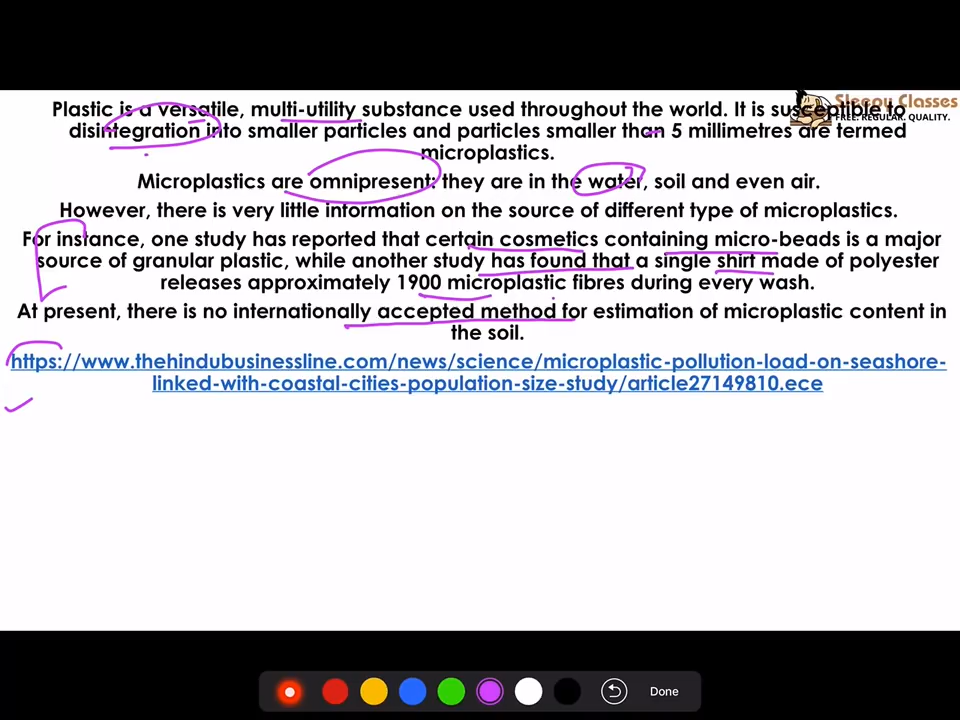 Plastic is a versatile, multi-utility substance used throughout the world. It is susceptible to
disintegration into smaller particles and particles smaller than 5 millimetres are termed
microplastics.
Sleepy Classes
FREE. REGULAR. QUALITY.
Microplastics are omnipresent: they are in the water, soil and even air.
However, there is very little information on the source of different type of microplastics.
For instance, one study has reported that certain cosmetics containing micro-beads is a major
source of granular plastic, while another study has found that a single shirt made of polyester
releases approximately 1900 microplastic fibres during every wash.
At present, there is no internationally accepted method for estimation of microplastic content in
the soil.
https://www.thehindubusinessline.com/news/science/microplastic-pollution-load-on-seashore-
linked-with-coastal-cities-population-size-study/article27149810.ece
Done